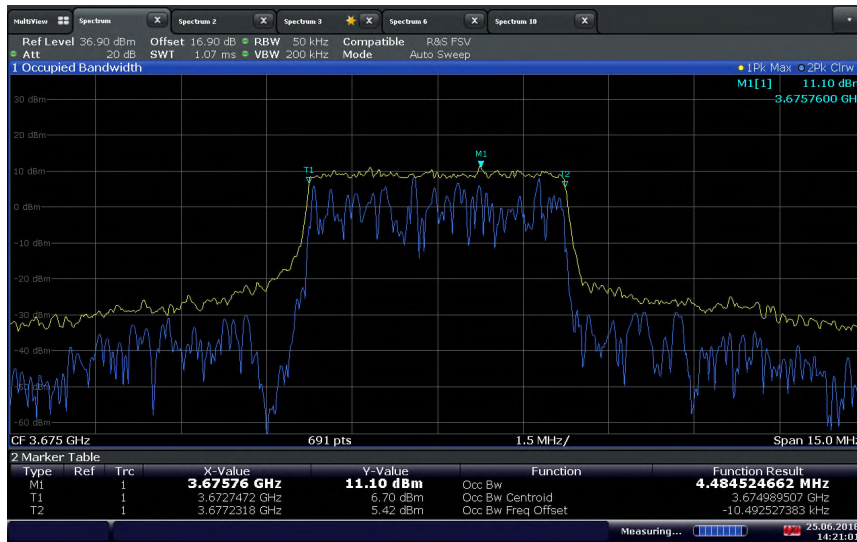 MultiView Spectrum X Spectrum 2 X Spectrum 3 X Spectrum 6 X Spectrum 10 X
Ref Level 36.90 dBm Offset 16.90 dB RBW 50 kHz Compatible R&S FSV
Att 20 dB SWT 1.07 ms VBW 200 kHz Mode Auto Sweep
1 Occupied Bandwidth 1Pk Max 2Pk Clrw
M1[1] 11.10 dBm
3.6757600 GH
30 dBm
20 dBm
M1
10 dBm T1 T2
0 dBm
-10 dBm
-20 dBm
-30 dBm
-40 dBm
-50 dBm
-60 dBm
CF 3.675 GHz 691 pts 1.5 MHz/ Span 15.0 MHz
2 Marker Table
Type Ref Trc X-Value Y-Value Function Function Result
M1 1 3.67576 GHz 11.10 dBm Occ Bw 4.484524662 MHz
T1 1 3.6727472 GHz 6.70 dBm Occ Bw Centroid 3.674989507 GHz
T2 1 3.6772318 GHz 5.42 dBm Occ Bw Freq Offset -10.492527383 kHz
Measuring... 25.06.2018
14:21:01